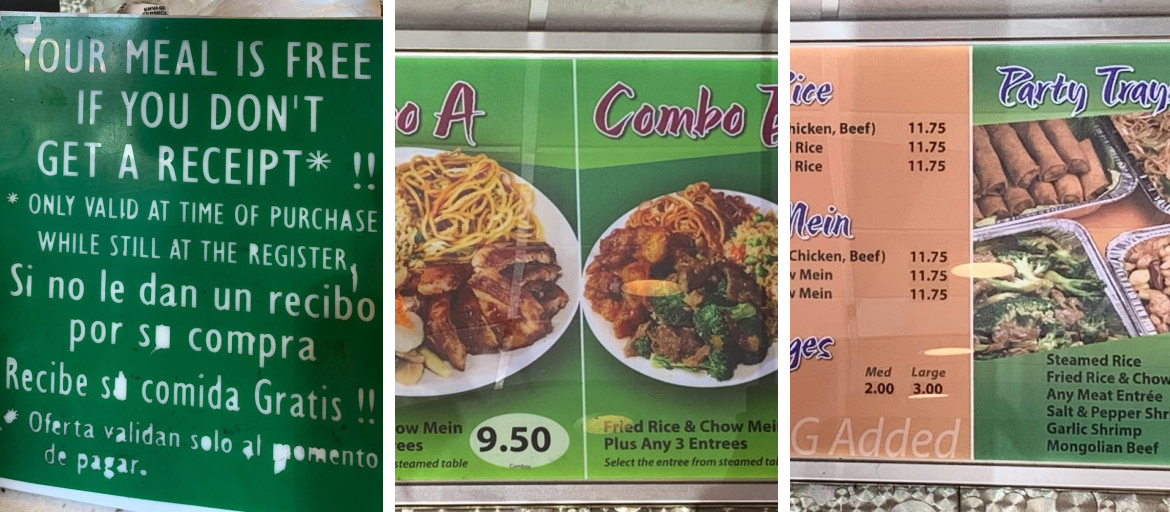 YOUR MEAL IS FREE
IF YOU DON'T
GET A RECEIPT* !!
* ONLY VALID AT TIME OF PURCHASE
WHILE STILL AT THE REGISTER,
Si no le dan un recibo
por su compra
Recibe su comida Gratis !!
* Oferta validan solo al momento
de pagar.
o A
ow Mein
ees
steamed table
9.50
Combo
Fried Rice & Chow Mei
Plus Any 3 Entrees
Select the entree from steamed ta
ice
hicken, Beef) 11.75
Rice 11.75
Rice 11.75
Mein
Chicken, Beef) 11.75
w Mein 11.75
w Mein 11.75
ges
Med Large
2.00 3.00
G Added
Party Tray
Steamed Rice
Fried Rice & Chow
Any Meat Entrée
Salt & Pepper Shr
Garlic Shrimp
Mongolian Beef